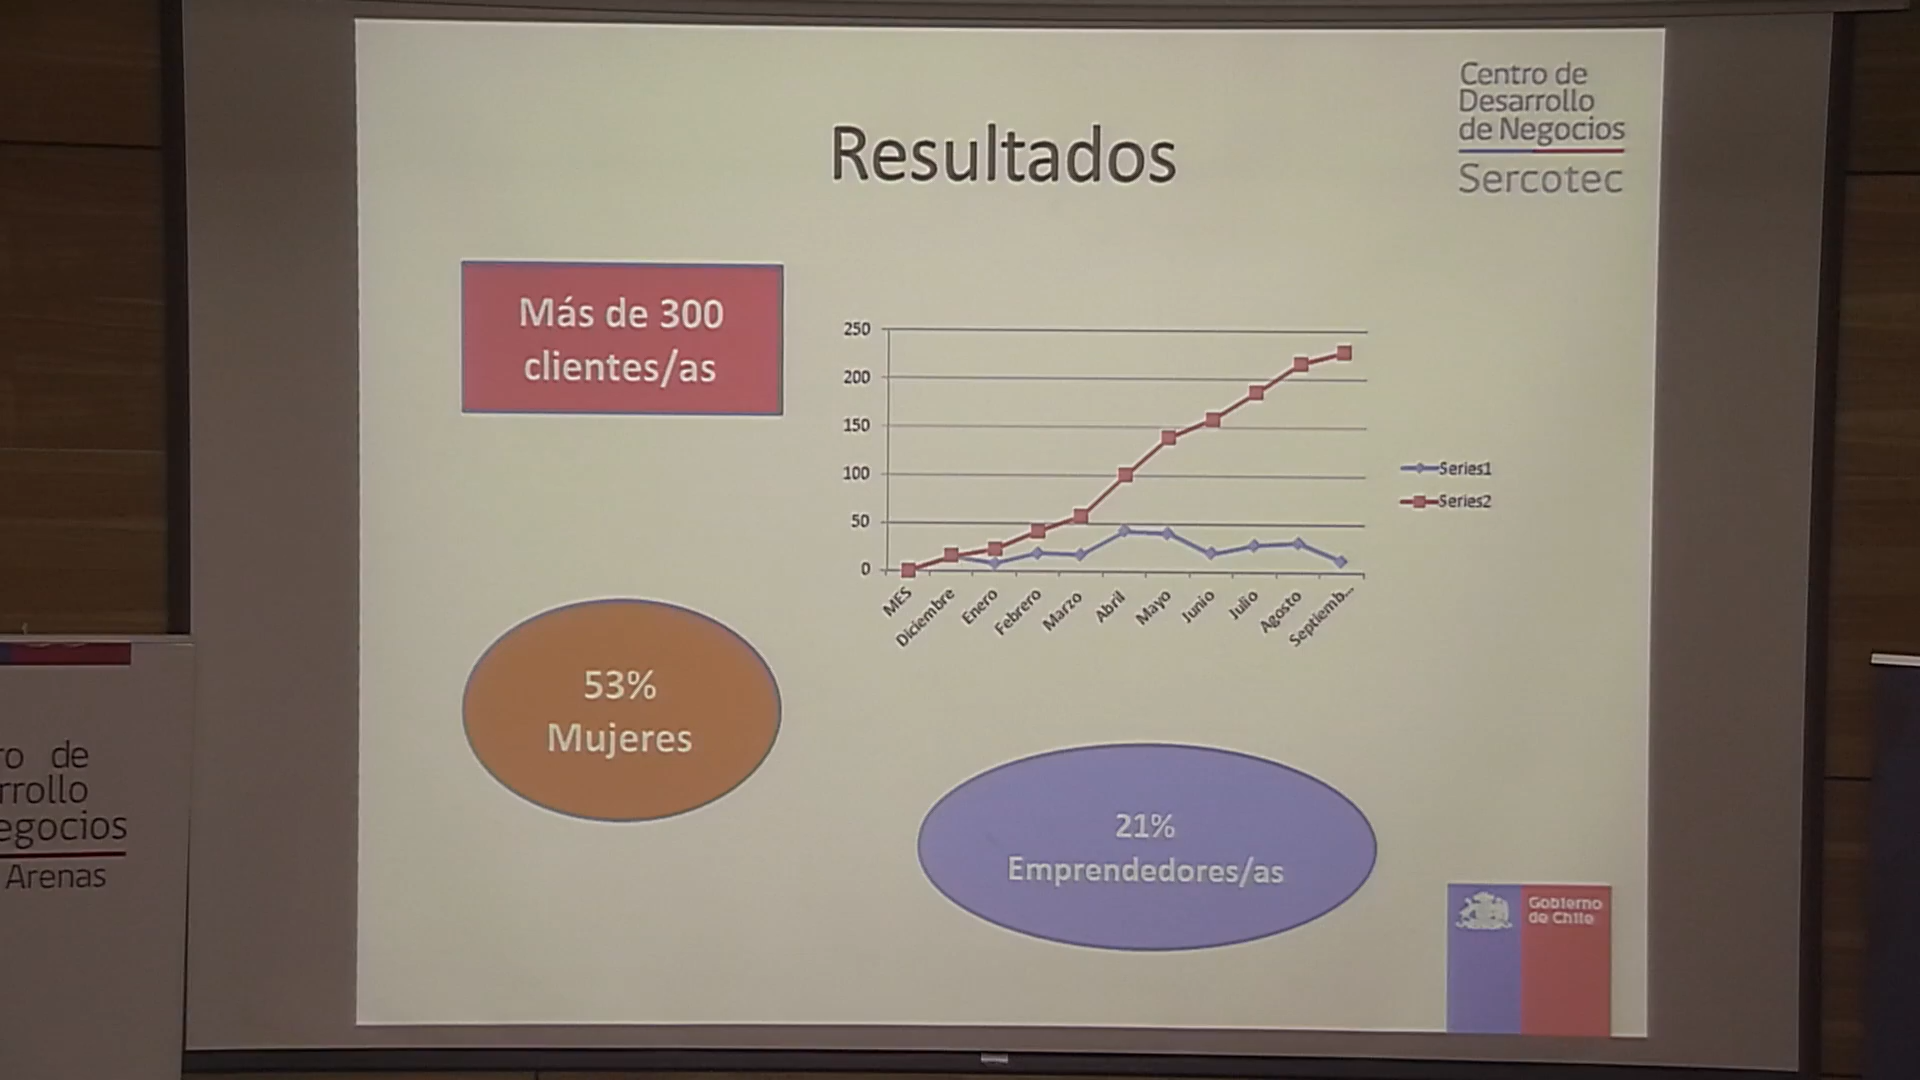 Centro de
Desarrollo
de Negocios
Sercotec
Resultados
Más de 300
clientes/as
250
200
150
100
50
0
MES
Diciembre
Enero
Febrero
Marzo
Abril
Mayo
Junio
Julio
Agosto
Septiemb...
Series1
Series2
53%
Mujeres
21%
Emprendedores/as
Gobierno
de Chile
ro de
rrollo
egocios
Arenas